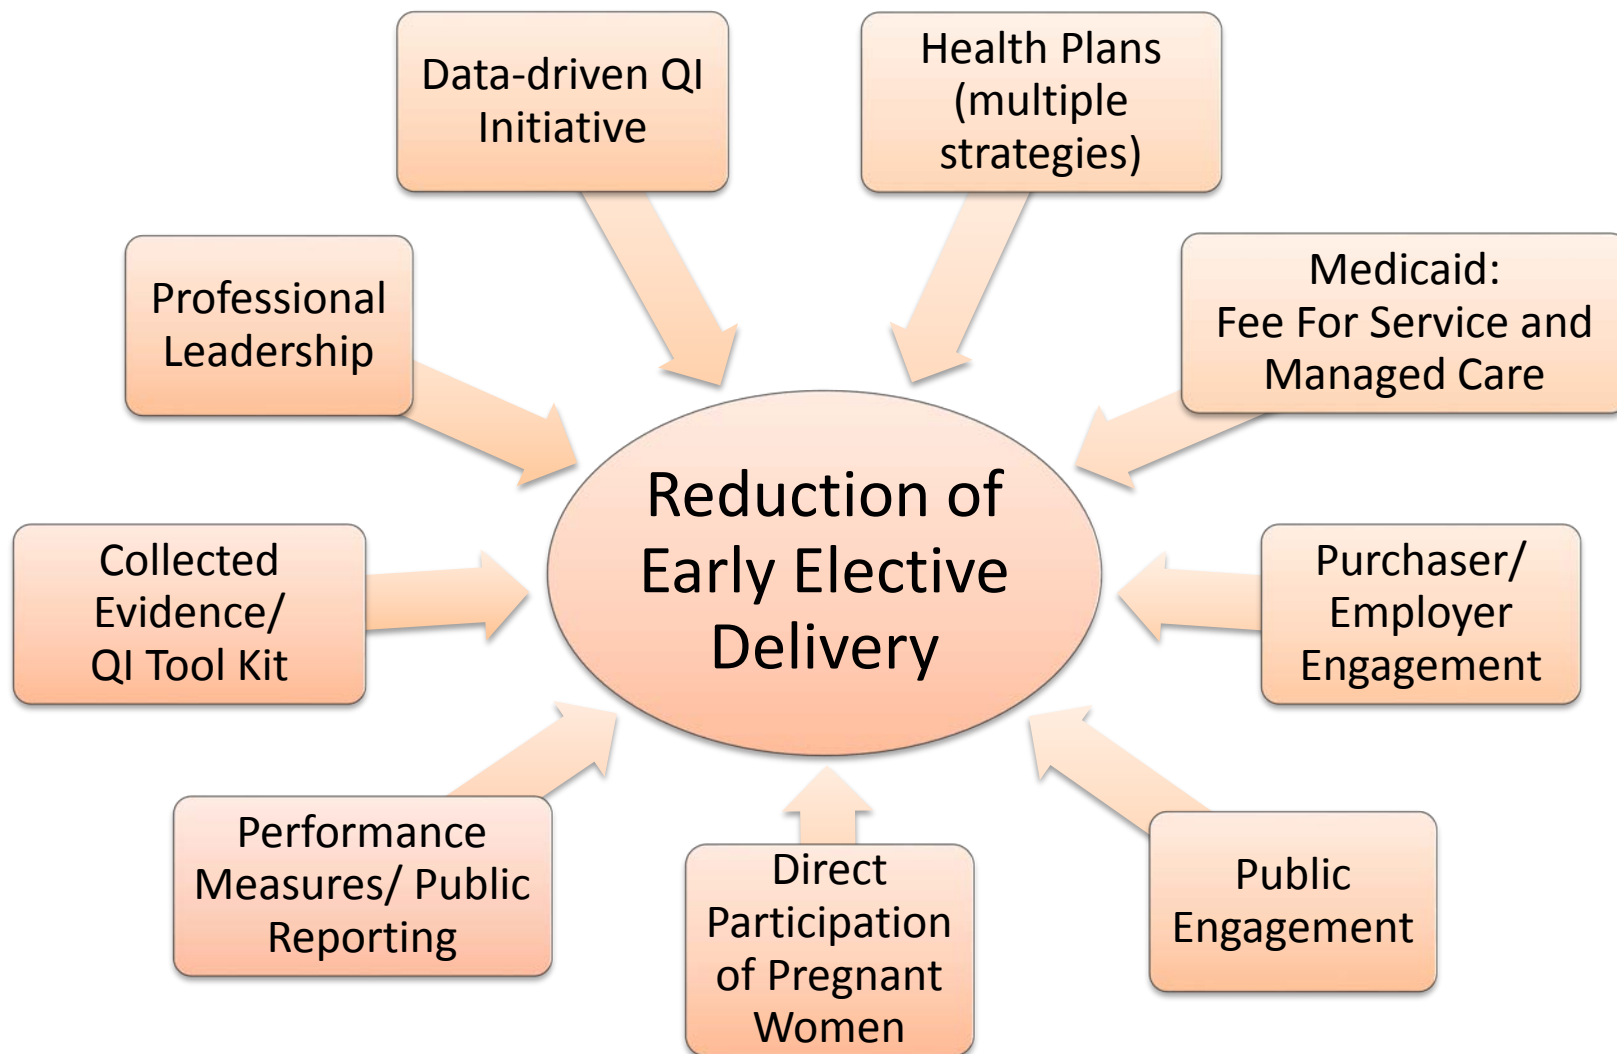 Data-driven QI
Initiative
Health Plans
(multiple
strategies)
Professional
Leadership
Medicaid:
Fee For Service and
Managed Care
Reduction of
Early Elective
Delivery
Collected
Evidence/
QI Tool Kit
Purchaser/
Employer
Engagement
Performance
Measures/ Public
Reporting
Direct
Participation
of Pregnant
Women
Public
Engagement